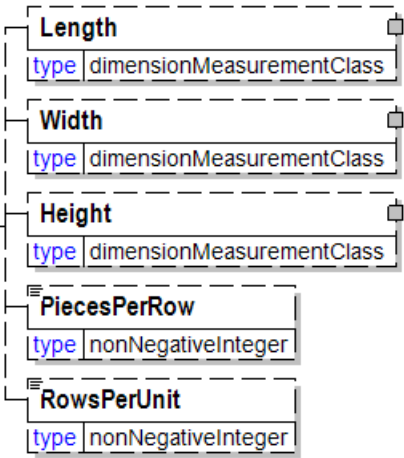 Length
type dimensionMeasurementClass
Width
type dimensionMeasurementClass
Height
type dimensionMeasurementClass
PiecesPerRow
type nonNegativeInteger
RowsPerUnit
type nonNegativeInteger